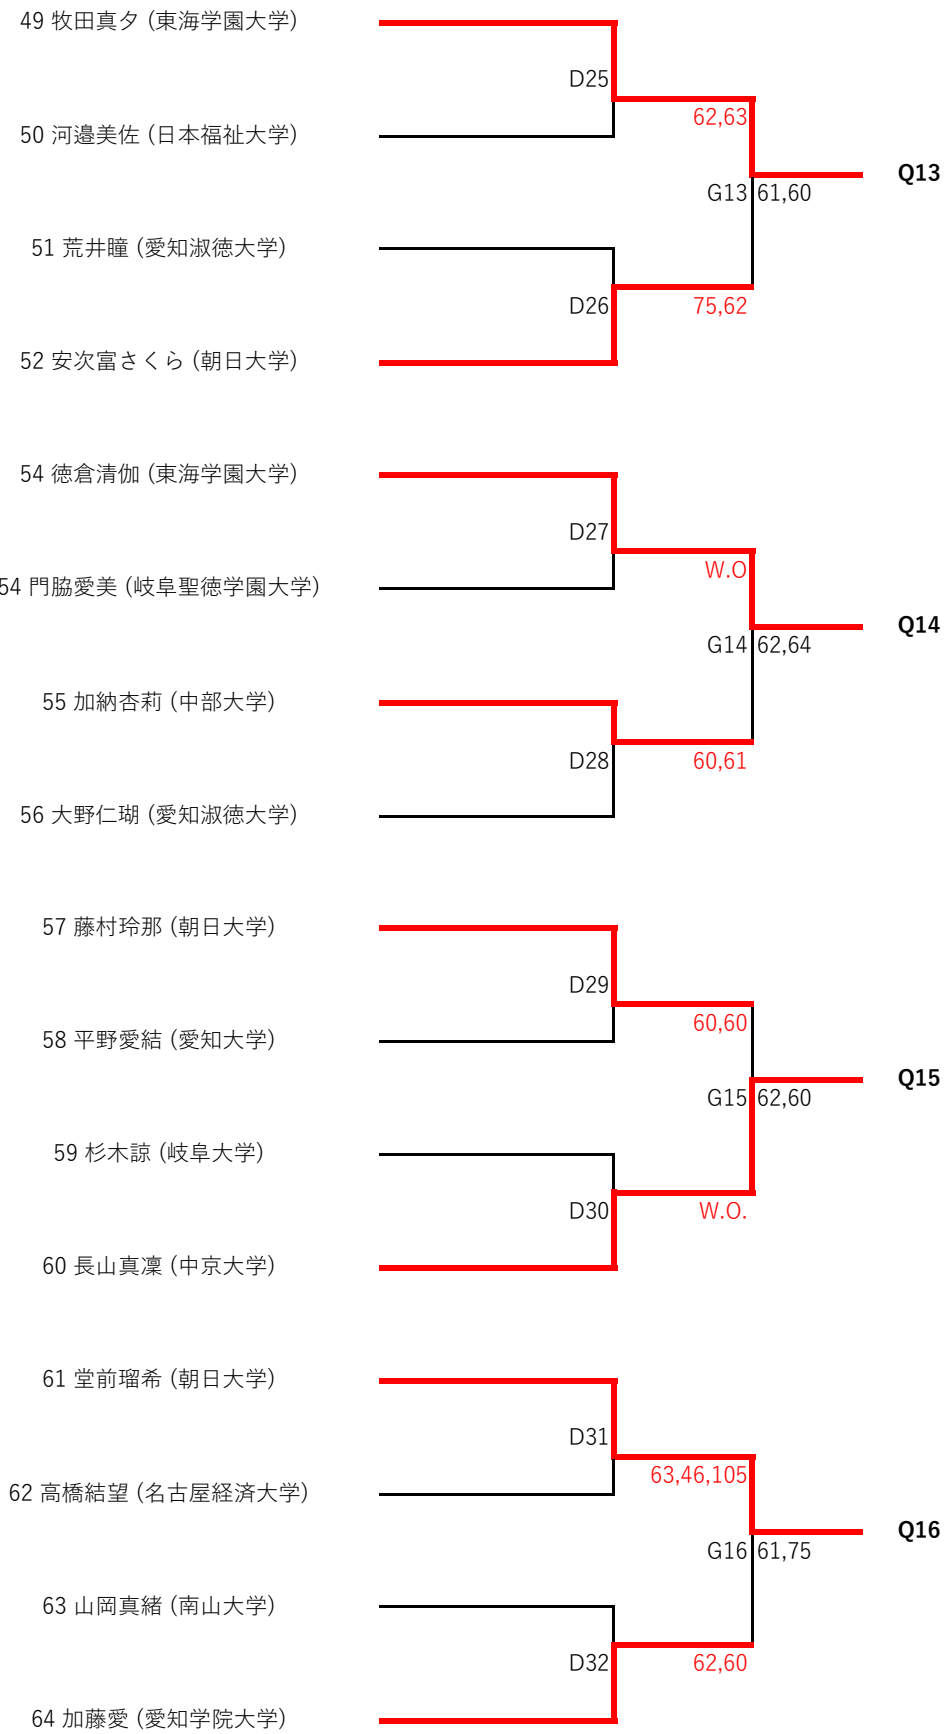 49 牧田真夕 (東海学園大学)
D25
62,63
50 河邉美佐 (日本福祉大学)
Q13
G13 61,60
51 荒井瞳 (愛知淑徳大学)
D26
75,62
52 安次富さくら (朝日大学)
54 徳倉清伽 (東海学園大学)
D27
W.O
54 門脇愛美 (岐阜聖徳学園大学)
Q14
G14 62,64
55 加納杏莉 (中部大学)
D28
60,61
56 大野仁瑚 (愛知淑徳大学)
57 藤村玲那 (朝日大学)
D29
60,60
58 平野愛結 (愛知大学)
Q15
G15 62,60
59 杉木諒 (岐阜大学)
D30
W.O.
60 長山真凜 (中京大学)
61 堂前瑠希 (朝日大学)
D31
63,46,105
62 高橋結望 (名古屋経済大学)
Q16
G16 61,75
63 山岡真緒 (南山大学)
D32
62,60
64 加藤愛 (愛知学院大学)